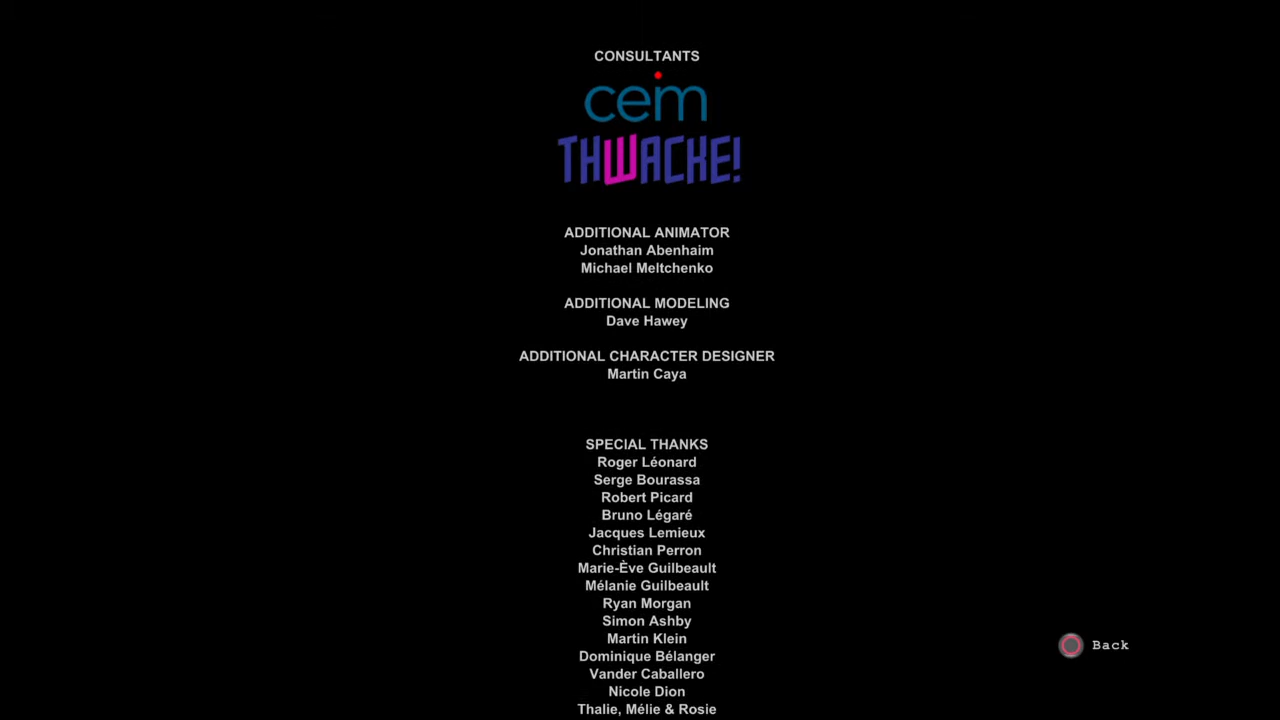 CONSULTANTS
ceim
THWACKE!
ADDITIONAL ANIMATOR
Jonathan Abenhaim
Michael Meltchenko
ADDITIONAL MODELING
Dave Hawey
ADDITIONAL CHARACTER DESIGNER
Martin Caya
SPECIAL THANKS
Roger Léonard
Serge Bourassa
Robert Picard
Bruno Légaré
Jacques Lemieux
Christian Perron
Marie-Ève Guilbeault
Mélanie Guilbeault
Ryan Morgan
Simon Ashby
Martin Klein
Dominique Bélanger
Vander Caballero
Nicole Dion
Thalie, Mélie & Rosie
Back